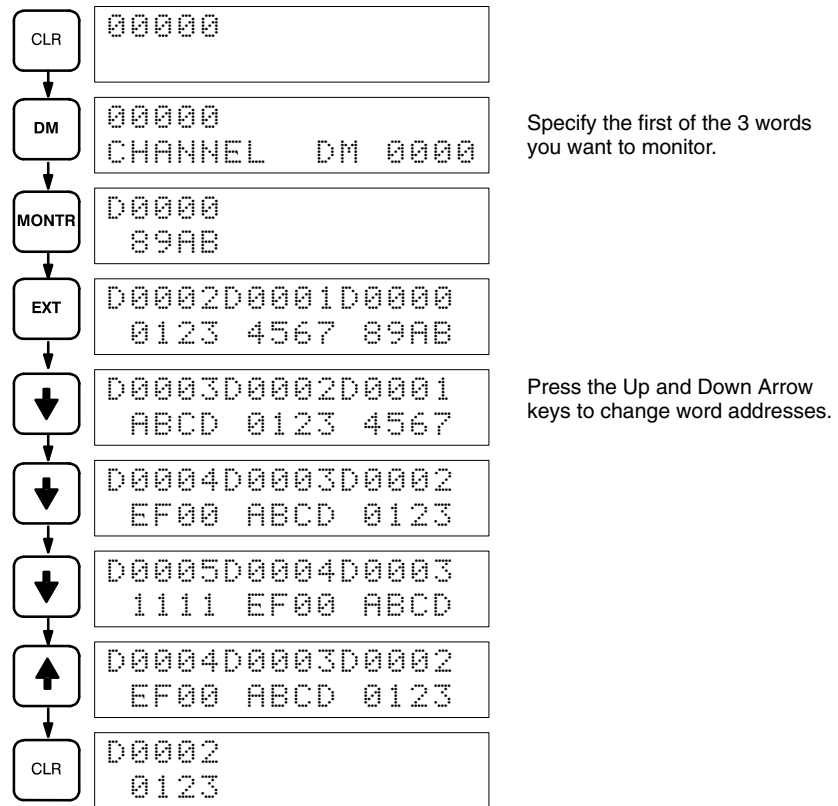 CLR
00000
DM
00000
CHANNEL DM 0000
Specify the first of the 3 words
you want to monitor.
MONTR
D0000
89AB
EXT
D0002D0001D0000
0123 4567 89AB
D0003D0002D0001
ABCD 0123 4567
Press the Up and Down Arrow
keys to change word addresses.
D0004D0003D0002
EF00 ABCD 0123
D0005D0004D0003
1111 EF00 ABCD
D0004D0003D0002
EF00 ABCD 0123
CLR
D0002
0123